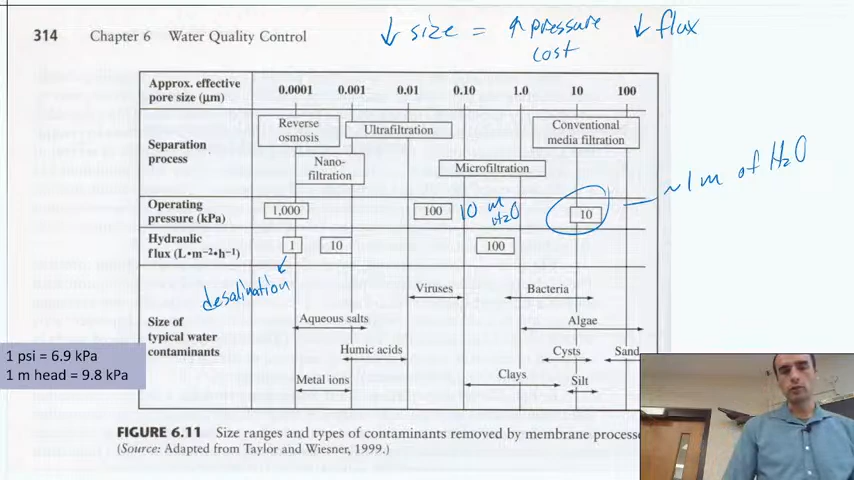 ↓ size = ↑ pressure ↓ flux
cost
314 Chapter 6 Water Quality Control
Approx. effective
pore size (μm)
0.0001 0.001 0.01 0.10 1.0 10 100
Separation
process
Reverse
osmosis
Ultrafiltration
Conventional
media filtration
Nano-
filtration
Microfiltration
~1m of H2O
Operating
pressure (kPa)
1,000 100 10 m H2O 10
Hydraulic
flux (L•m−2•h−1)
1 10 100
desalination
Size of
typical water
contaminants
Viruses Bacteria
Aqueous salts Algae
Humic acids Cysts Sand
Metal ions Clays Silt
1 psi = 6.9 kPa
1 m head = 9.8 kPa
FIGURE 6.11 Size ranges and types of contaminants removed by membrane processe
(Source: Adapted from Taylor and Wiesner, 1999.)